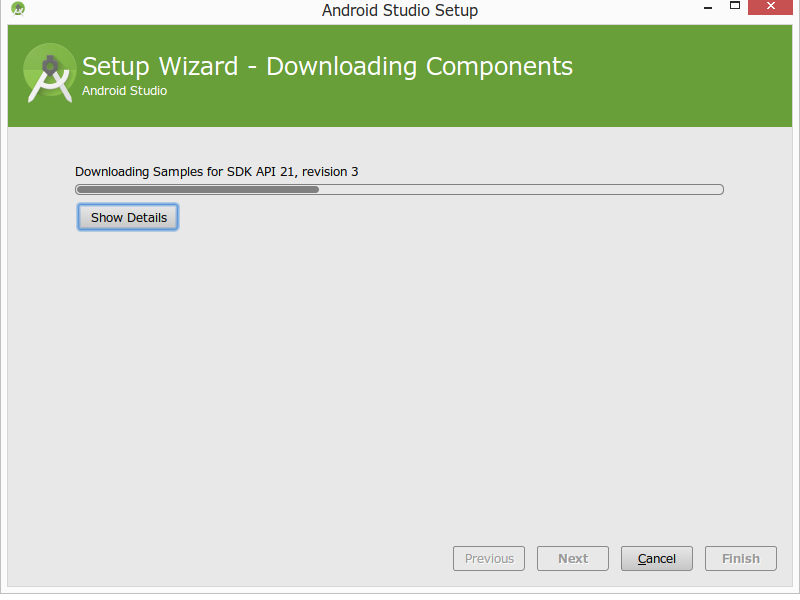 Android Studio Setup
Setup Wizard - Downloading Components
Android Studio
Downloading Samples for SDK API 21, revision 3
Show Details
Previous Next Cancel Finish